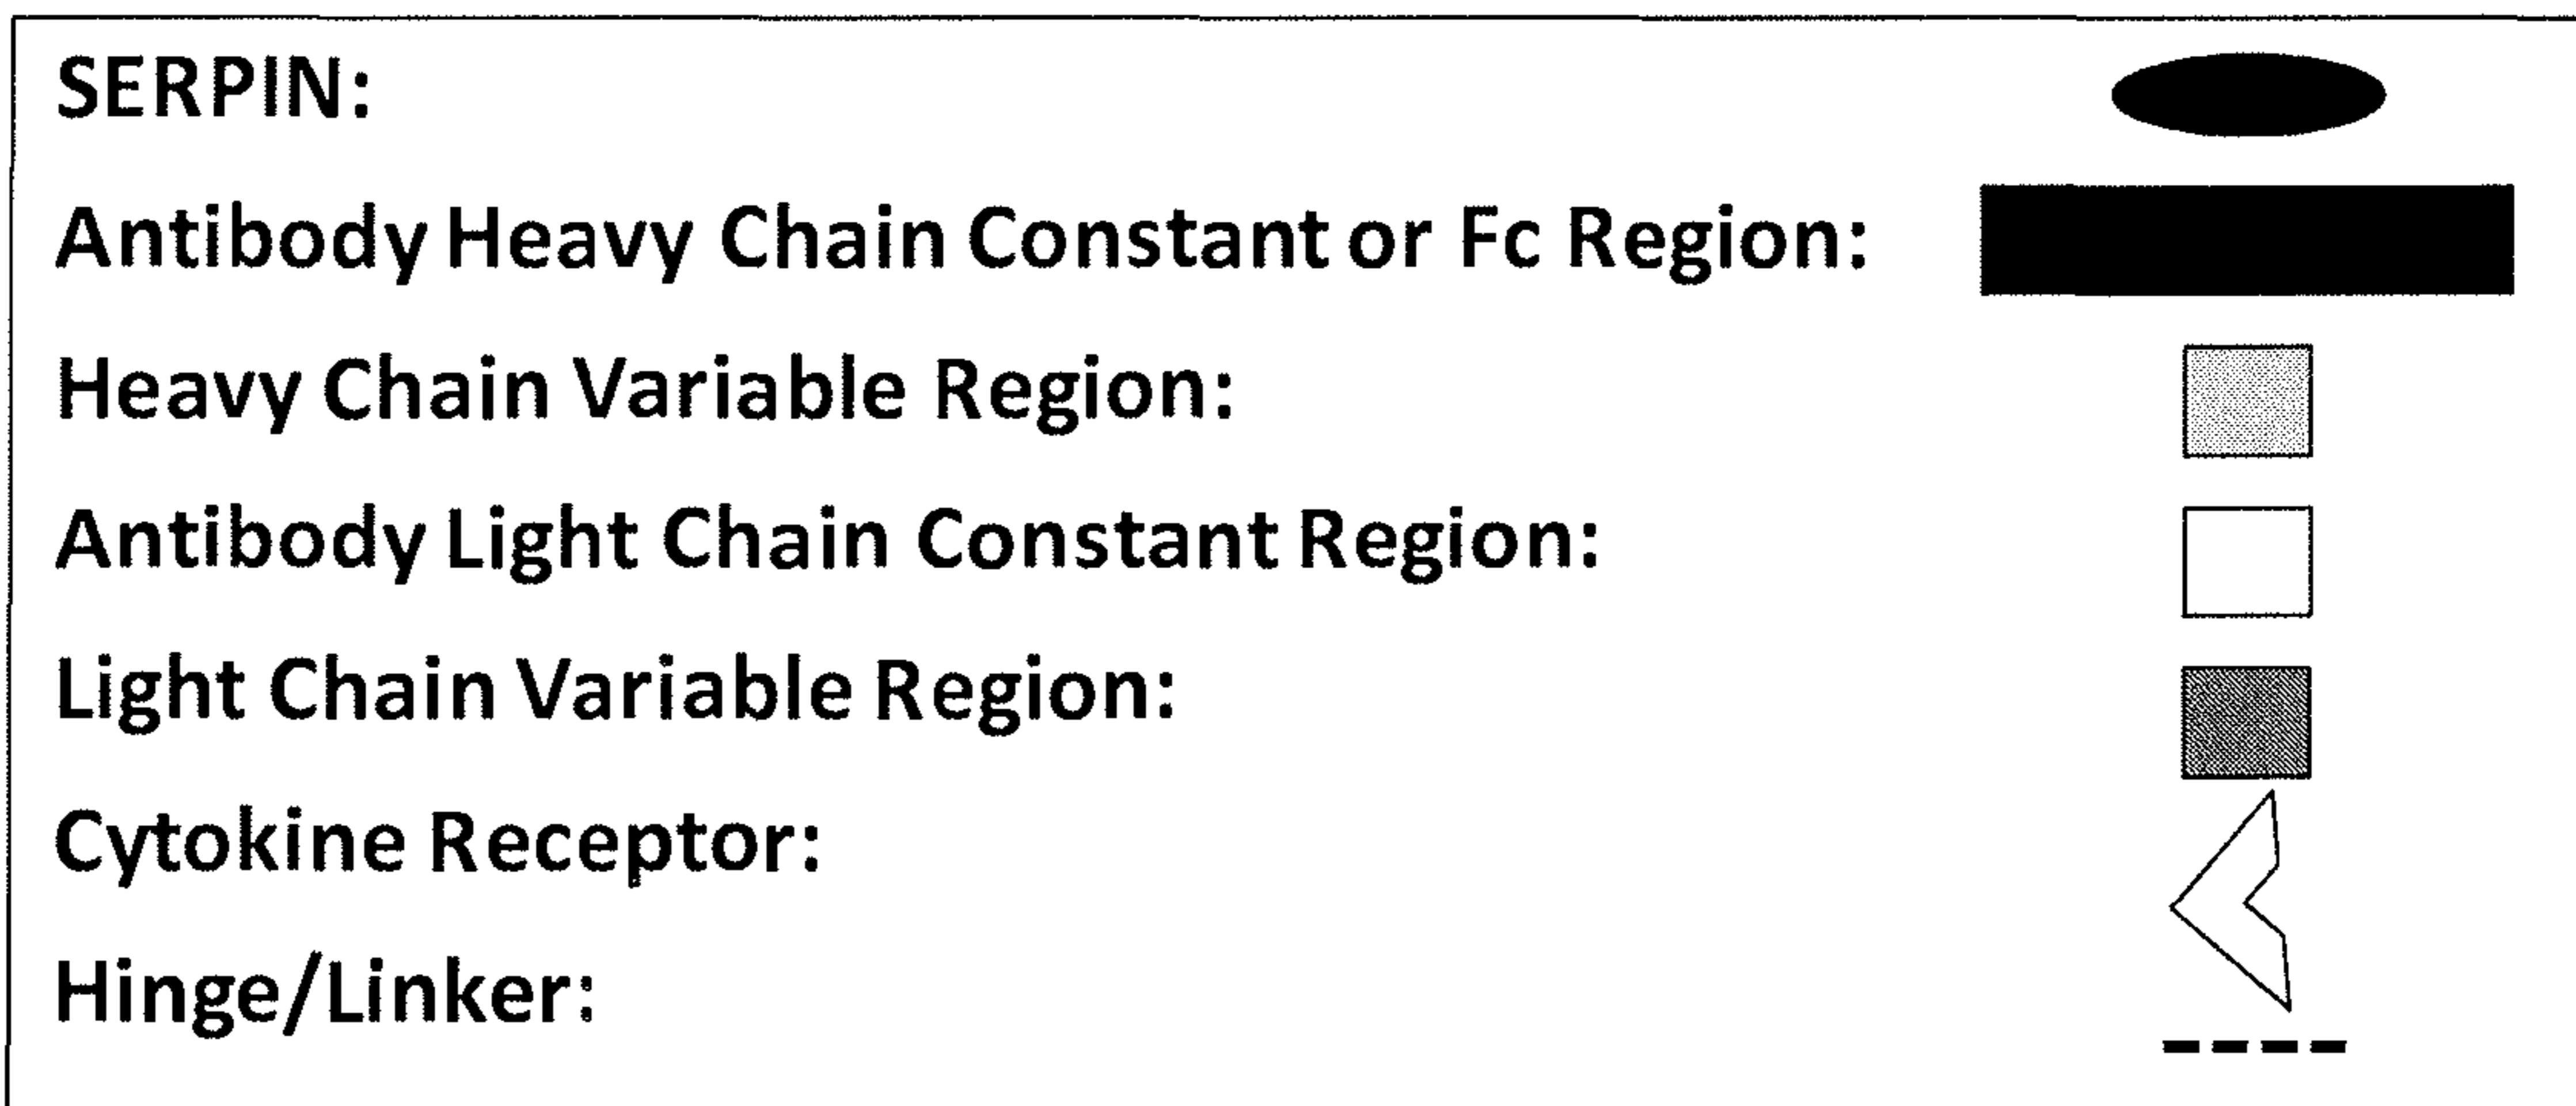 SERPIN:
Antibody Heavy Chain Constant or Fc Region:
Heavy Chain Variable Region:
Antibody Light Chain Constant Region:
Light Chain Variable Region:
Cytokine Receptor:
Hinge/Linker: